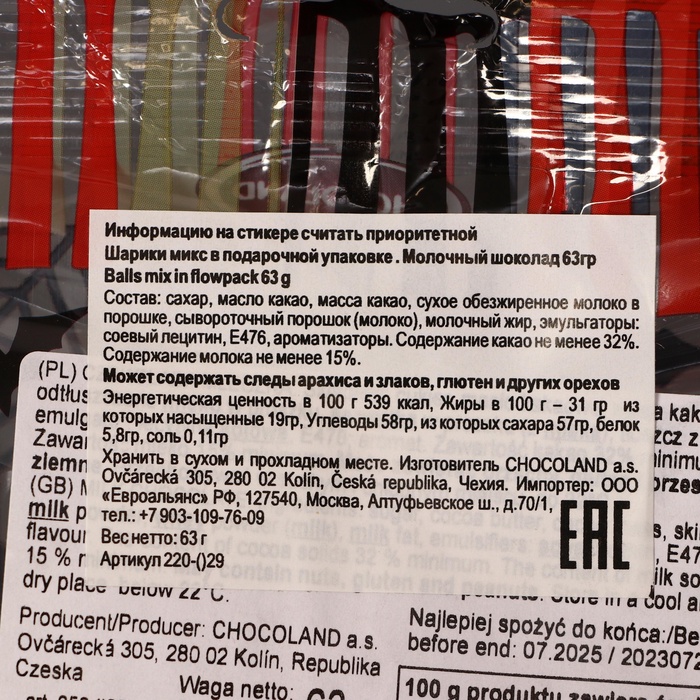 Информацию на стикере считать приоритетной
Шарики микс в подарочной упаковке . Молочный шоколад 63гр
Balls mix in flowpack 63 g
Состав: сахар, масло какао, масса какао, сухое обезжиренное молоко в
порошке, сывороточный порошок (молоко), молочный жир, эмульгаторы:
соевый лецитин, Е476, ароматизаторы. Содержание какао не менее 32%.
Содержание молока не менее 15%.
Может содержать следы арахиса и злаков, глютен и других орехов
Энергетическая ценность в 100 г 539 ккал, Жиры в 100 г – 31 гр из
которых насыщенные 19гр, Углеводы 58гр, из которых сахара 57гр, белок
5,8гр, соль 0,11гр
Хранить в сухом и прохладном месте. Изготовитель CHOCOLAND a.s.
Ovčárecká 305, 280 02 Kolín, Česká republika, Чехия. Импортер: ООО
«Евроальянс» РФ, 127540, Москва, Алтуфьевское ш., д.70/1,
тел.: +7 903-109-76-09
Вес нетто: 63 г
Артикул 220-()29
EAC
(PL)
(GB)
milk
15 %
dry place below 22°C.
Store in a cool
Producent/Producer: CHOCOLAND a.s.
Ovčárecká 305, 280 02 Kolín, Republika
Czeska
Waga netto:
Najlepiej spożyć do końca:/Be
before end: 07.2025 / 2023072
100 g produktu zawiera